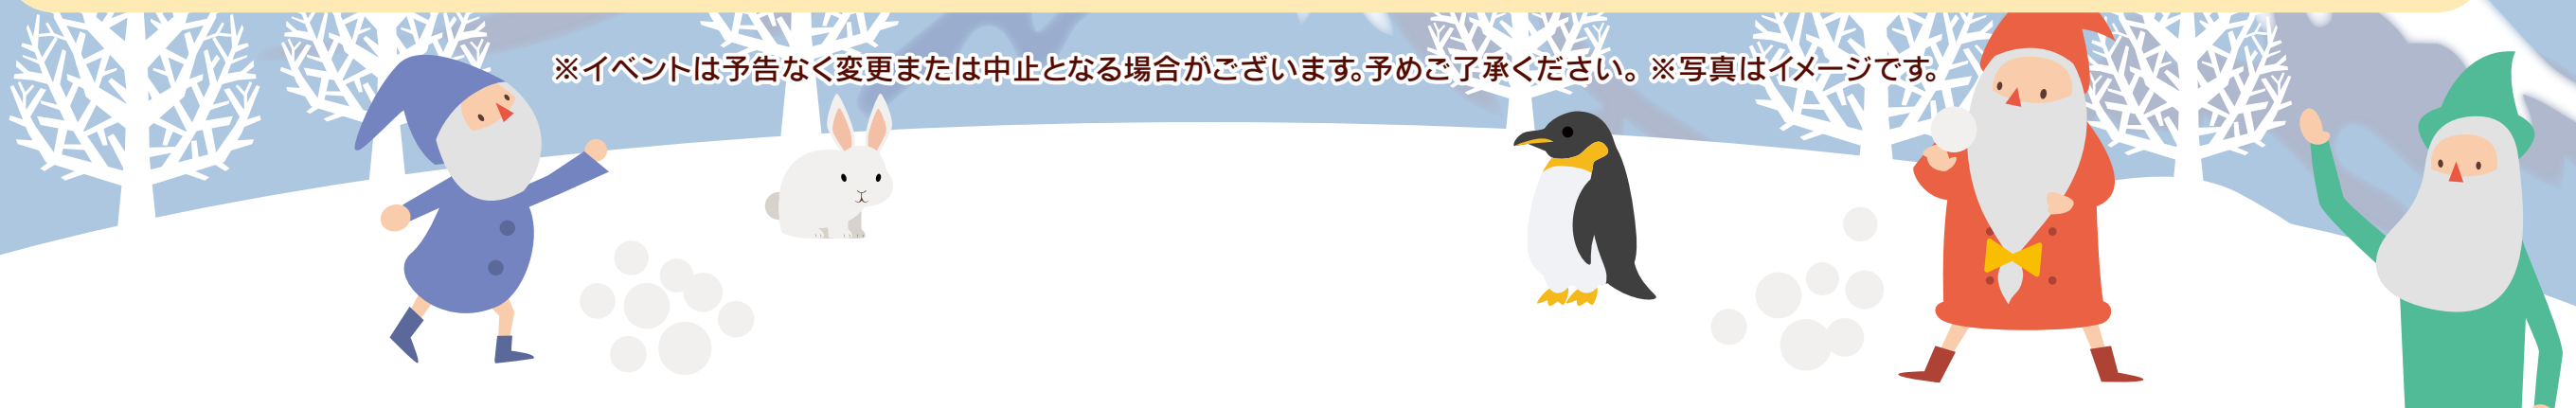 ※イベントは予告なく変更または中止となる場合がございます。予めご了承ください。※写真はイメージです。